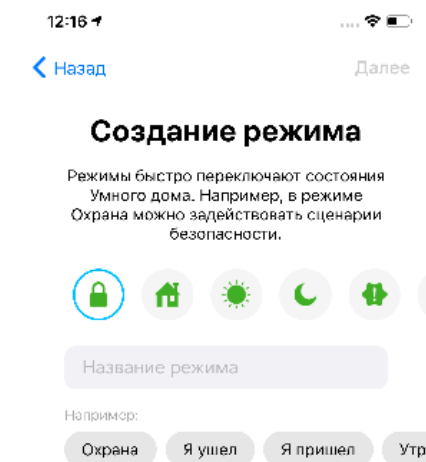 12:16
Назад
Далее
Создание режима
Режимы быстро переключают состояния
Умного дома. Например, в режиме
Охрана можно задействовать сценарии
безопасности.
Название режима
Например:
Охрана Я ушел Я пришел Утр